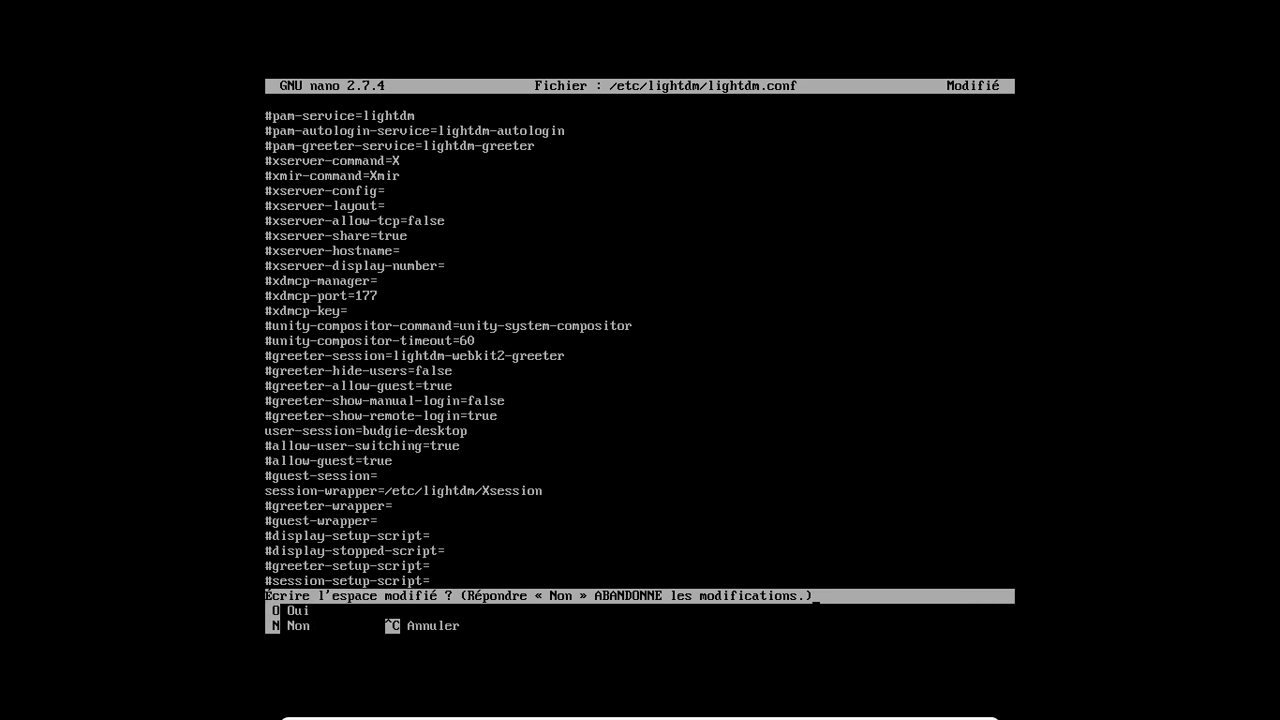 GNU nano 2.7.4 Fichier : /etc/lightdm/lightdm.conf Modifié
#pam-service=lightdm
#pam-autologin-service=lightdm-autologin
#pam-greeter-service=lightdm-greeter
#xserver-command=X
#xmir-command=Xmir
#xserver-config=
#xserver-layout=
#xserver-allow-tcp=false
#xserver-share=true
#xserver-hostname=
#xserver-display-number=
#xdmcp-manager=
#xdmcp-port=177
#xdmcp-key=
#unity-compositor-command=unity-system-compositor
#unity-compositor-timeout=60
#greeter-session=lightdm-webkit2-greeter
#greeter-hide-users=false
#greeter-allow-guest=true
#greeter-show-manual-login=false
#greeter-show-remote-login=true
user-session=budgie-desktop
#allow-user-switching=true
#allow-guest=true
#guest-session=
session-wrapper=/etc/lightdm/Xsession
#greeter-wrapper=
#guest-wrapper=
#display-setup-script=
#display-stopped-script=
#greeter-setup-script=
#session-setup-script=
Écrire l'espace modifié ? (Répondre « Non » ABANDONNE les modifications.)
O Oui
N Non ^C Annuler